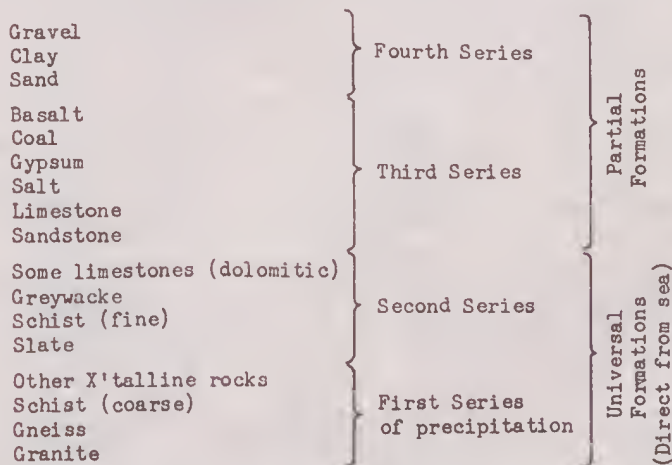 Gravel
Clay
Sand
Fourth Series
Basalt
Coal
Gypsum
Salt
Limestone
Sandstone
Third Series
Partial
Formations
Some limestones (dolomitic)
Greywacke
Schist (fine)
Slate
Second Series
Other X'talline rocks
Schist (coarse)
Gneiss
Granite
First Series
of precipitation
Universal
Formations
(Direct from sea)